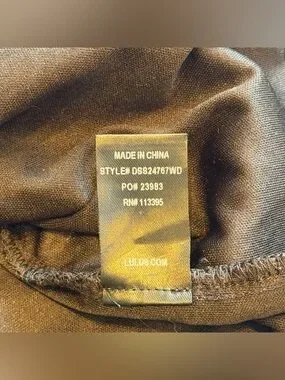 MADE IN CHINA
STYLE# DSS24767WD
PO# 23983
RN# 113395
LULUS.COM